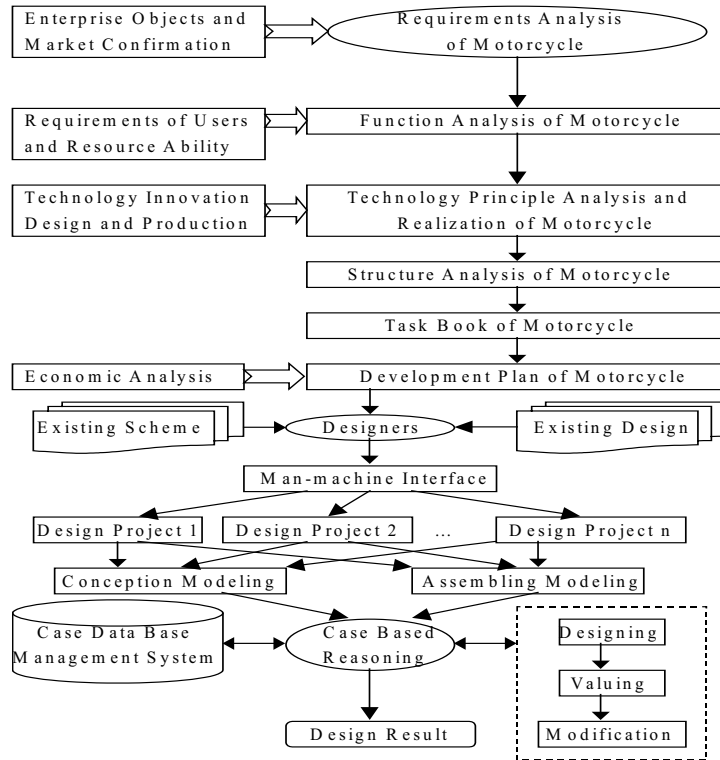 Enterprise Objects and
Market Confirmation
Requirements Analysis
of Motorcycle
Requirements of Users
and Resource Ability
Function Analysis of Motorcycle
Technology Innovation
Design and Production
Technology Principle Analysis and
Realization of Motorcycle
Structure Analysis of Motorcycle
Task Book of Motorcycle
Economic Analysis
Development Plan of Motorcycle
Existing Scheme
Designers
Existing Design
Man-machine Interface
Design Project 1
Design Project 2
...
Design Project n
Conception Modeling
Assembling Modeling
Case Data Base
Management System
Case Based
Reasoning
Designing
Valuing
Modification
Design Result